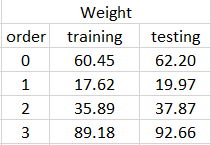 Weight
order training testing
0 60.45 62.20
1 17.62 19.97
2 35.89 37.87
3 89.18 92.66